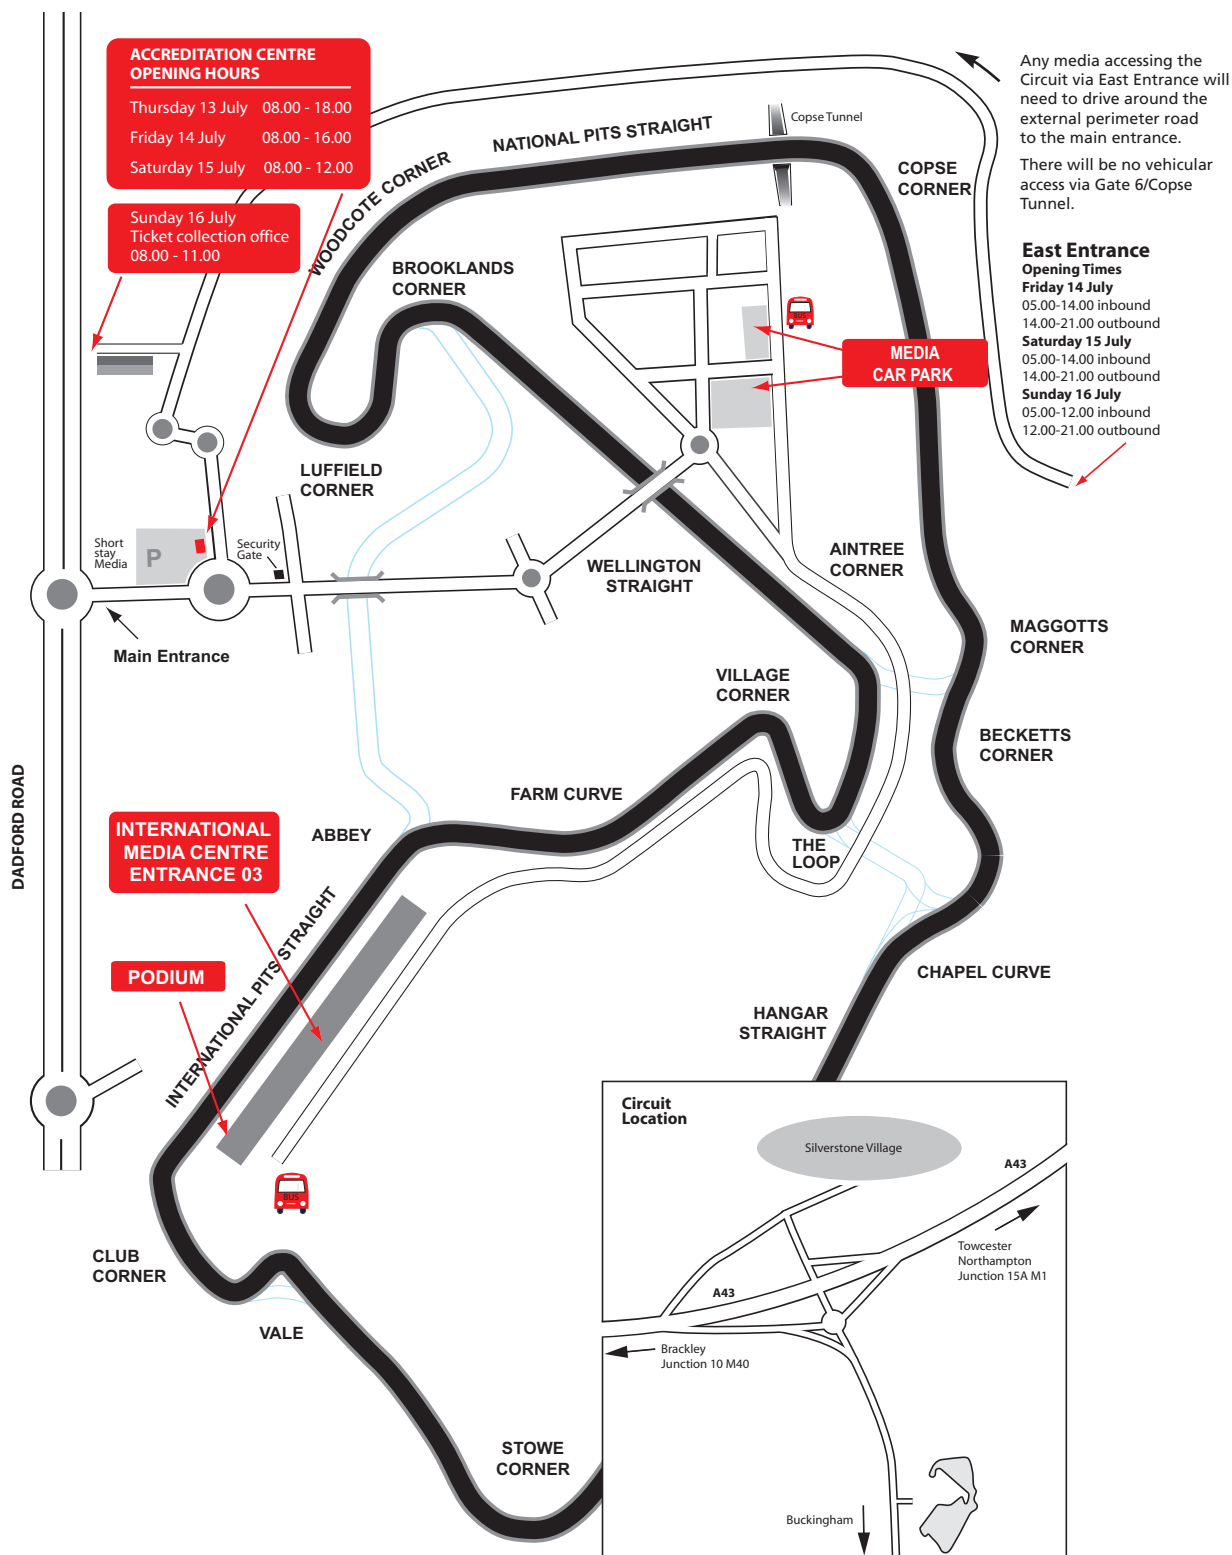 ACCREDITATION CENTRE
OPENING HOURS
Thursday 13 July 08.00 - 18.00
Friday 14 July 08.00 - 16.00
Saturday 15 July 08.00 - 12.00
Sunday 16 July
Ticket collection office
08.00 - 11.00
Any media accessing the
Circuit via East Entrance will
need to drive around the
external perimeter road
to the main entrance.
There will be no vehicular
access via Gate 6/Copse
Tunnel.
East Entrance
Opening Times
Friday 14 July
05.00-14.00 inbound
14.00-21.00 outbound
Saturday 15 July
05.00-14.00 inbound
14.00-21.00 outbound
Sunday 16 July
05.00-12.00 inbound
12.00-21.00 outbound
NATIONAL PITS STRAIGHT
Copse Tunnel
COPSE
CORNER
WOODCOTE CORNER
BROOKLANDS
CORNER
BUS
MEDIA
CAR PARK
LUFFIELD
CORNER
Short
stay
Media
P
Security
Gate
WELLINGTON
STRAIGHT
AINTREE
CORNER
Main Entrance
MAGGOTTS
CORNER
VILLAGE
CORNER
BECKETTS
CORNER
DADFORD ROAD
FARM CURVE
INTERNATIONAL
MEDIA CENTRE
ENTRANCE 03
ABBEY
THE
LOOP
INTERNATIONAL PITS STRAIGHT
PODIUM
CHAPEL CURVE
HANGAR
STRAIGHT
BUS
CLUB
CORNER
VALE
STOWE
CORNER
Circuit
Location
Silverstone Village
A43
Towcester
Northampton
Junction 15A M1
A43
Brackley
Junction 10 M40
Buckingham